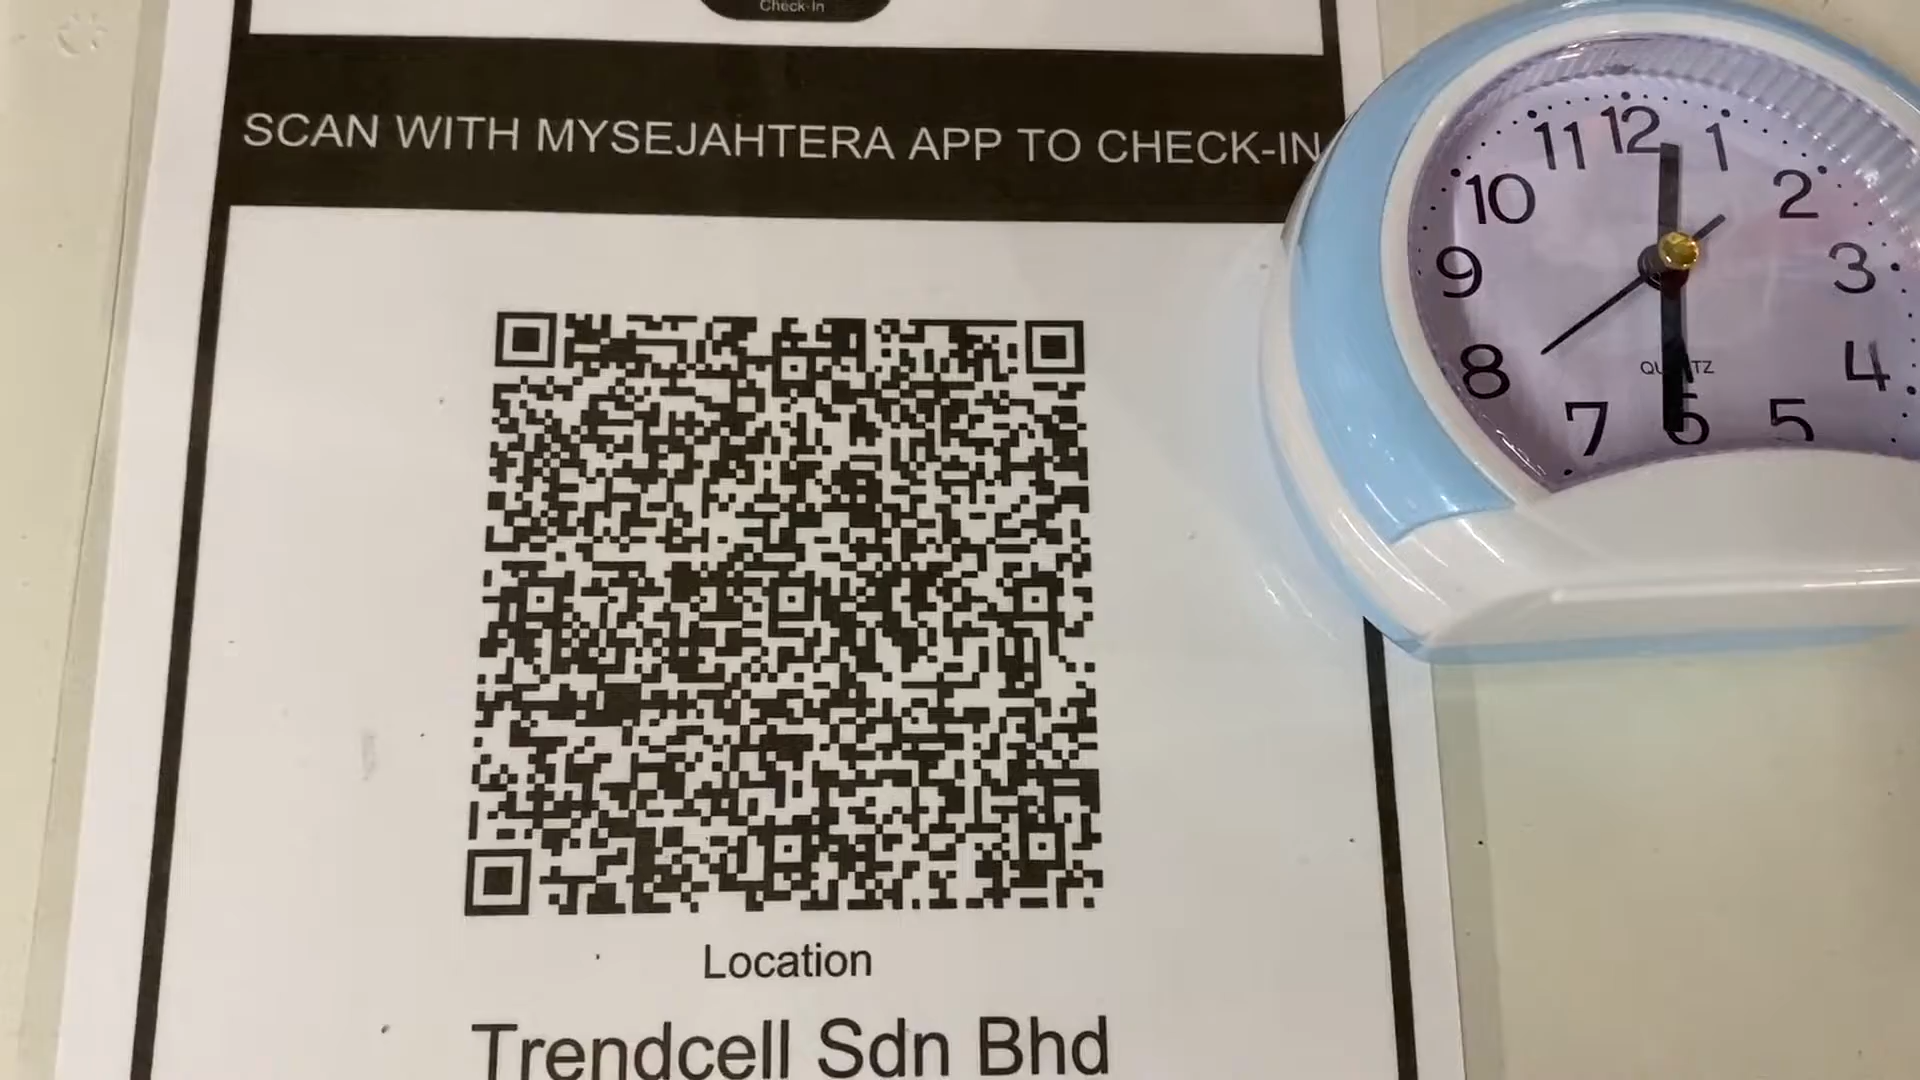 Check-In
SCAN WITH MYSEJAHTERA APP TO CHECK-IN
11 12 1
10 2
9 3
8 4
QUARTZ
7 6 5
Location
Trendcell Sdn Bhd